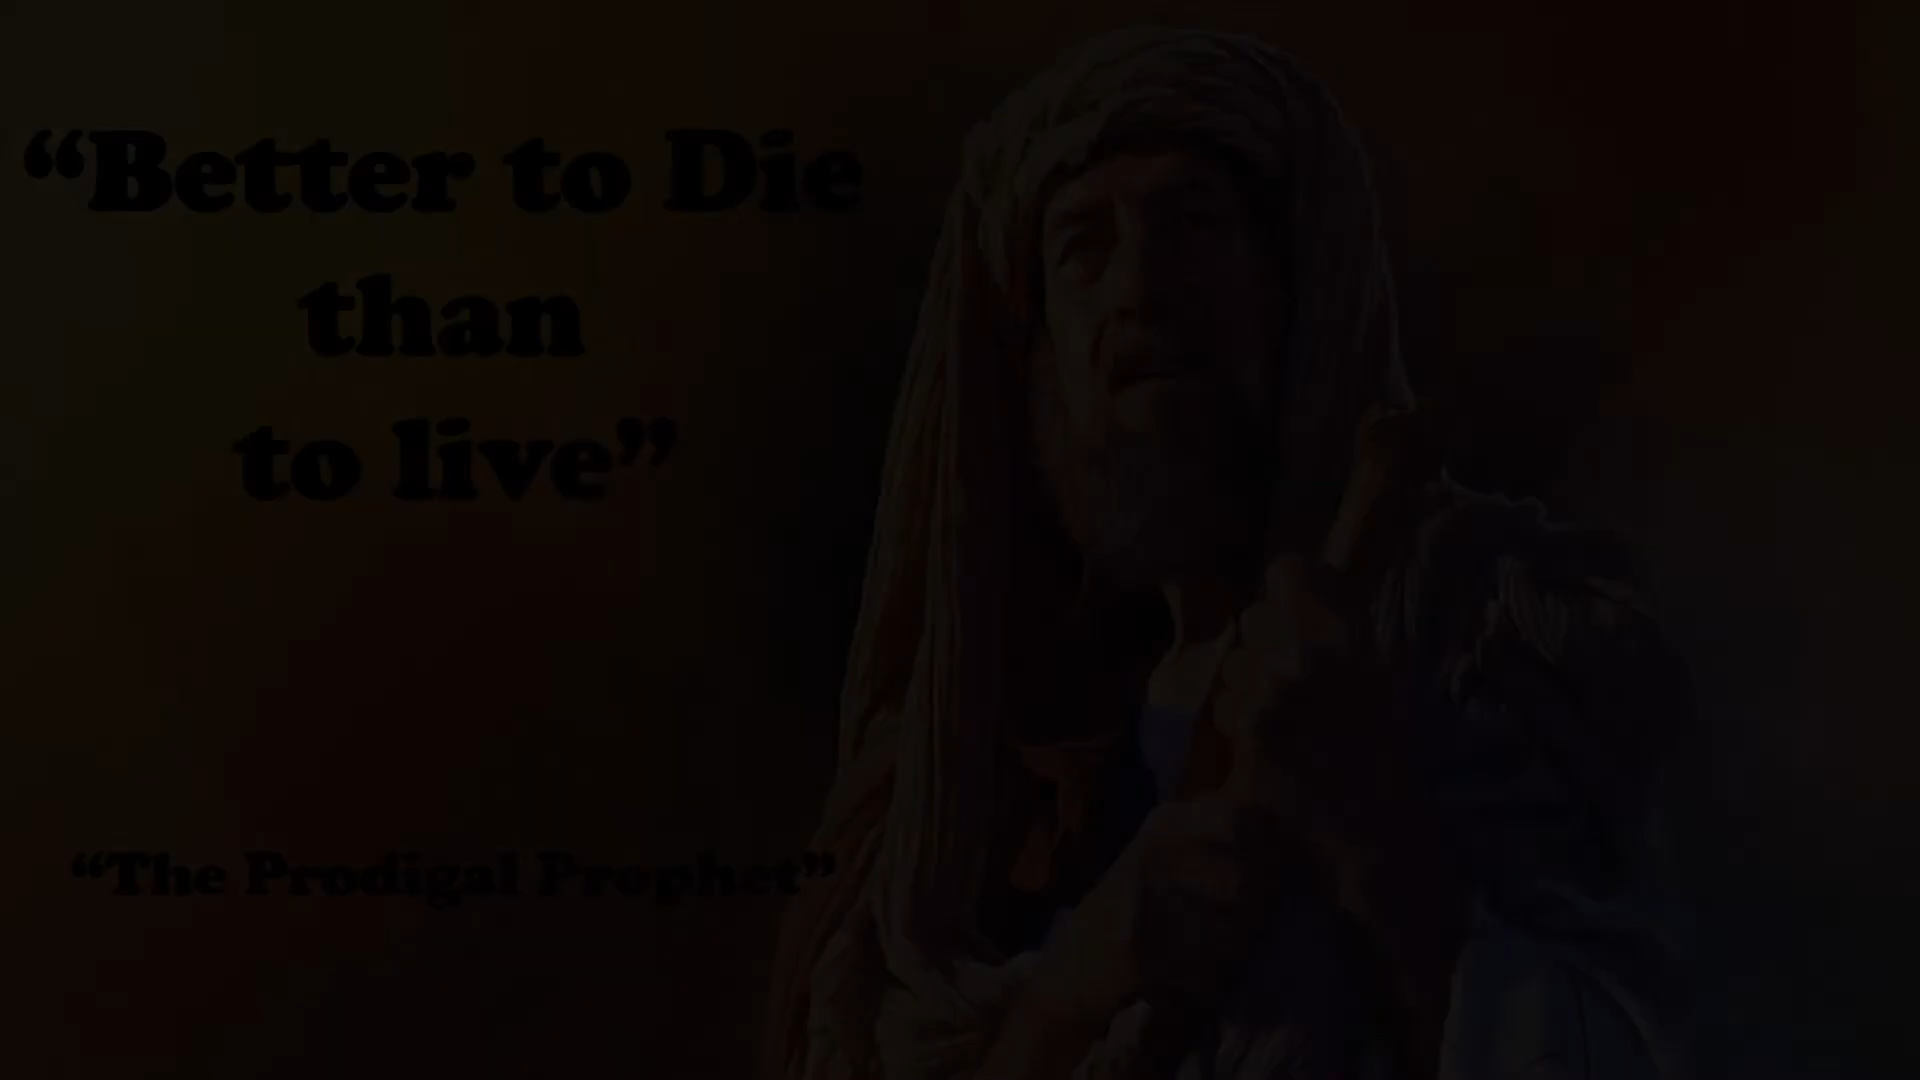 “Better to Die
than
to live”
“The Prodigal Prophet”